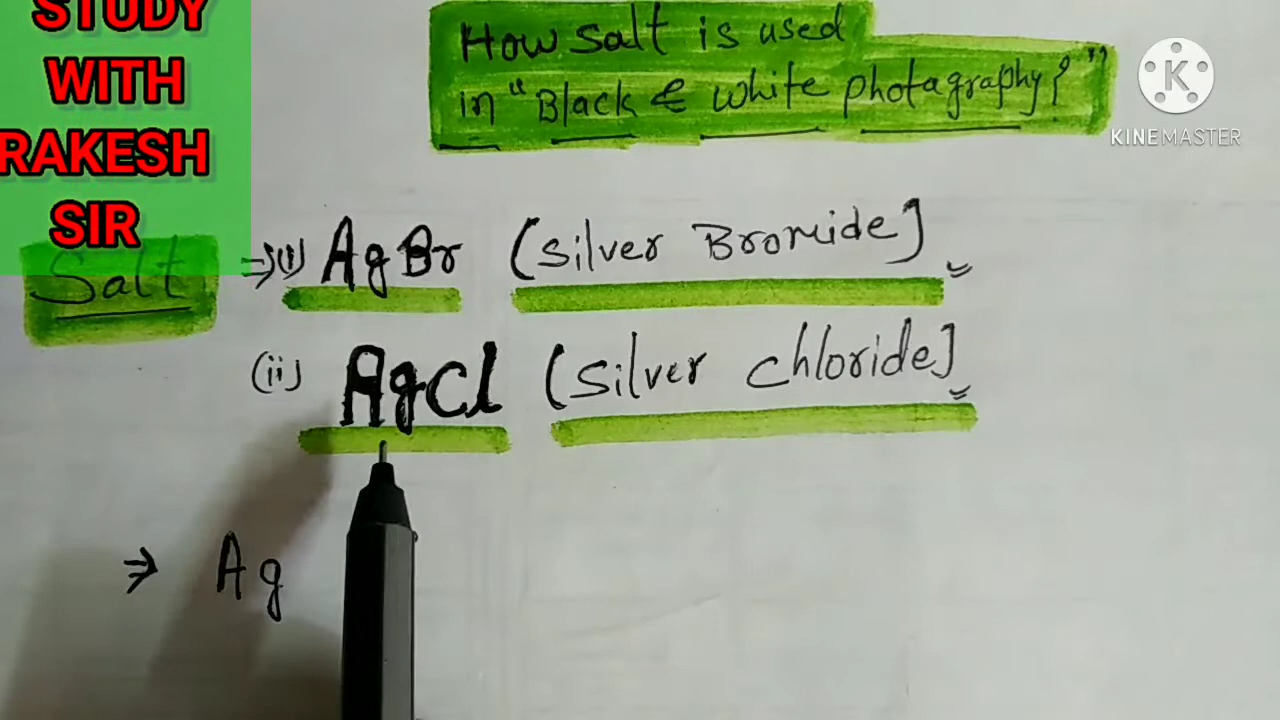 STUDY
WITH
RAKESH
SIR
How salt is used
in "Black & white photagraphy?"
K
KINEMASTER
Salt ⇒(i) AgBr (Silver Bromide]
(ii) AgCl (Silver Chloride]
⇒ Ag